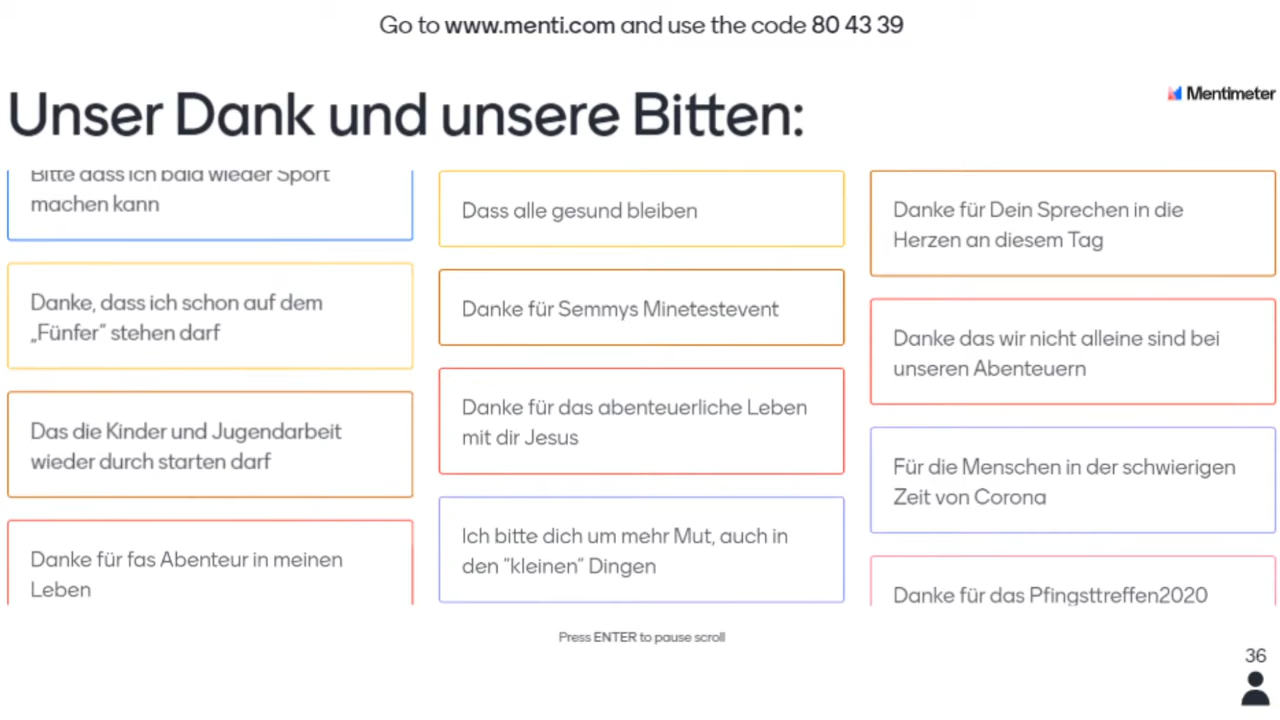 Go to www.menti.com and use the code 80 43 39
Mentimeter
Unser Dank und unsere Bitten:
Bitte dass ich bald wieder Sport
machen kann
Danke, dass ich schon auf dem
„Fünfer“ stehen darf
Das die Kinder und Jugendarbeit
wieder durch starten darf
Danke für fas Abenteur in meinen
Leben
Dass alle gesund bleiben
Danke für Semmys Minetestevent
Danke für das abenteuerliche Leben
mit dir Jesus
Ich bitte dich um mehr Mut, auch in
den "kleinen" Dingen
Danke für Dein Sprechen in die
Herzen an diesem Tag
Danke das wir nicht alleine sind bei
unseren Abenteuern
Für die Menschen in der schwierigen
Zeit von Corona
Danke für das Pfingsttreffen2020
Press ENTER to pause scroll
36